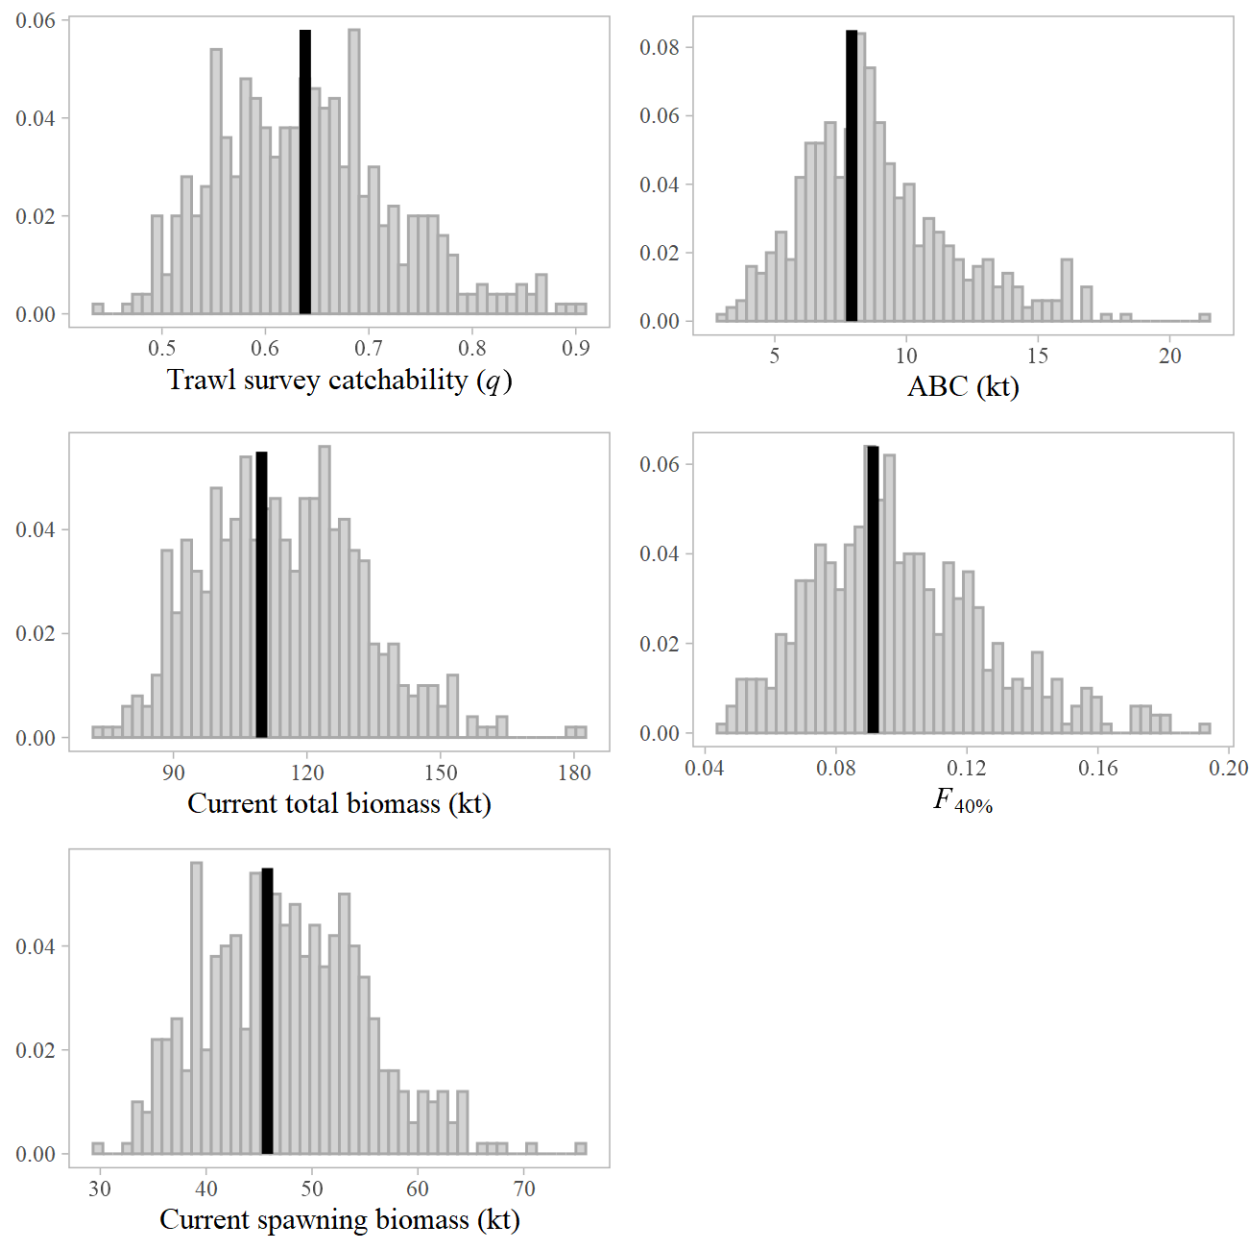 0.06
0.04
0.02
0.00
0.5 0.6 0.7 0.8 0.9
Trawl survey catchability (q)
0.08
0.06
0.04
0.02
0.00
5 10 15 20
ABC (kt)
0.04
0.02
0.00
90 120 150 180
Current total biomass (kt)
0.06
0.04
0.02
0.00
0.04 0.08 0.12 0.16 0.20
F40%
0.04
0.02
0.00
30 40 50 60 70
Current spawning biomass (kt)